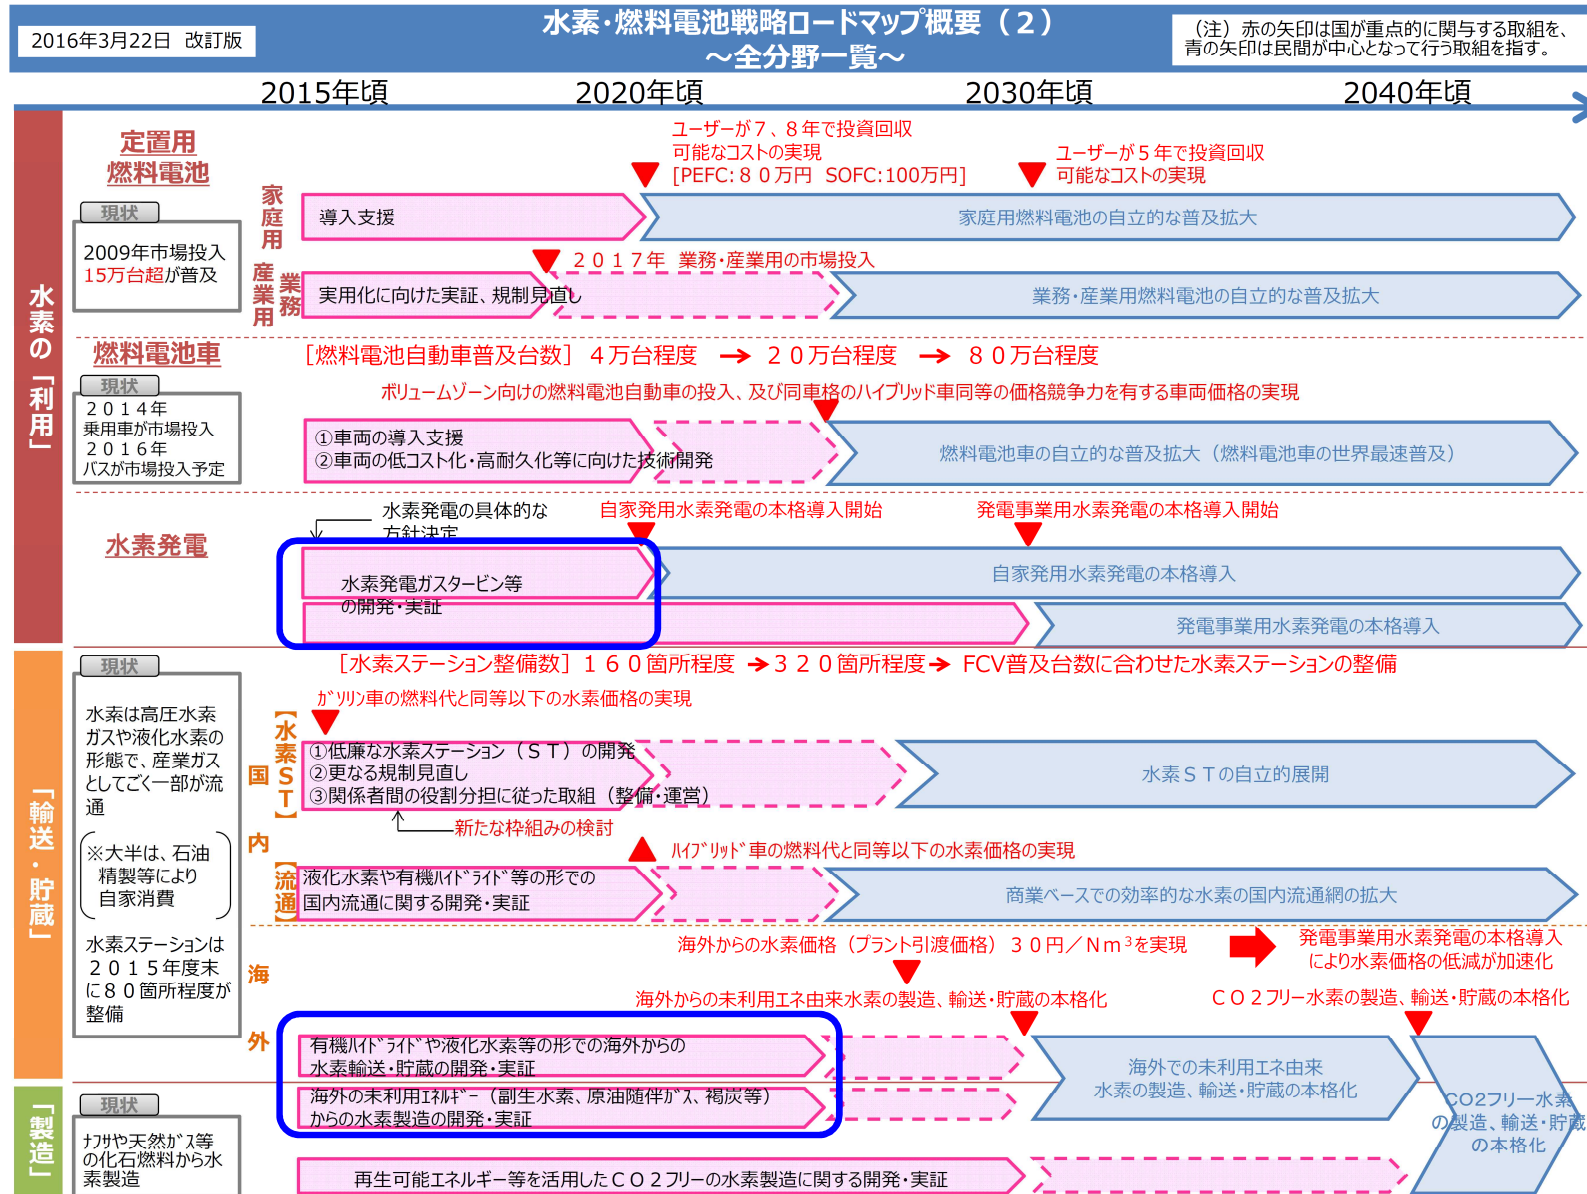 2016年3月22日 改訂版
水素・燃料電池戦略ロードマップ概要（２）
～全分野一覧～
（注）赤の矢印は国が重点的に関与する取組を、
青の矢印は民間が中心となって行う取組を指す。
2015年頃
2020年頃
2030年頃
2040年頃
水素の「利用」
定置用
燃料電池
現状
2009年市場投入
15万台超が普及
家庭用
ユーザーが７、８年で投資回収
可能なコストの実現
[PEFC:８０万円 SOFC:100万円]
ユーザーが５年で投資回収
可能なコストの実現
導入支援
家庭用燃料電池の自立的な普及拡大
業務
産業用
２０１７年 業務・産業用の市場投入
実用化に向けた実証、規制見直し
業務・産業用燃料電池の自立的な普及拡大
燃料電池車
［燃料電池自動車普及台数］４万台程度 → ２０万台程度 → ８０万台程度
現状
２０１４年
乗用車が市場投入
２０１６年
バスが市場投入予定
ボリュームゾーン向けの燃料電池自動車の投入、及び同車格のハイブリッド車同等の価格競争力を有する車両価格の実現
①車両の導入支援
②車両の低コスト化・高耐久化等に向けた技術開発
燃料電池車の自立的な普及拡大（燃料電池車の世界最速普及）
水素発電
水素発電の具体的な
方針決定
自家発用水素発電の本格導入開始
発電事業用水素発電の本格導入開始
水素発電ガスタービン等
の開発・実証
自家発用水素発電の本格導入
発電事業用水素発電の本格導入
「輸送・貯蔵」
現状
水素は高圧水素
ガスや液化水素の
形態で、産業ガス
としてごく一部が流
通
※大半は、石油
精製等により
自家消費
水素ステーションは
２０１５年度末
に８０箇所程度が
整備
［水素ステーション整備数］１６０箇所程度 →３２０箇所程度→ FCV普及台数に合わせた水素ステーションの整備
ｶﾞｿﾘﾝ車の燃料代と同等以下の水素価格の実現
国内
【水素ＳＴ】
①低廉な水素ステーション（ＳＴ）の開発
②更なる規制見直し
③関係者間の役割分担に従った取組（整備・運営）
水素ＳＴの自立的展開
新たな枠組みの検討
ﾊｲﾌﾞﾘｯﾄﾞ車の燃料代と同等以下の水素価格の実現
【流通】
液化水素や有機ﾊｲﾄﾞﾗｲﾄﾞ等の形での
国内流通に関する開発・実証
商業ベースでの効率的な水素の国内流通網の拡大
海外
海外からの水素価格（プラント引渡価格）３０円／Ｎｍ³を実現
発電事業用水素発電の本格導入
により水素価格の低減が加速化
海外からの未利用エネ由来水素の製造、輸送・貯蔵の本格化
ＣＯ２フリー水素の製造、輸送・貯蔵の本格化
有機ﾊｲﾄﾞﾗｲﾄﾞや液化水素等の形での海外からの
水素輸送・貯蔵の開発・実証
海外での未利用エネ由来
水素の製造、輸送・貯蔵の本格化
「製造」
現状
ﾅﾌｻや天然ｶﾞｽ等
の化石燃料から水
素製造
海外の未利用ｴﾈﾙｷﾞｰ（副生水素、原油随伴ｶﾞｽ、褐炭等）
からの水素製造の開発・実証
CO2フリー水素
の製造、輸送・貯蔵
の本格化
再生可能エネルギー等を活用したＣＯ２フリーの水素製造に関する開発・実証